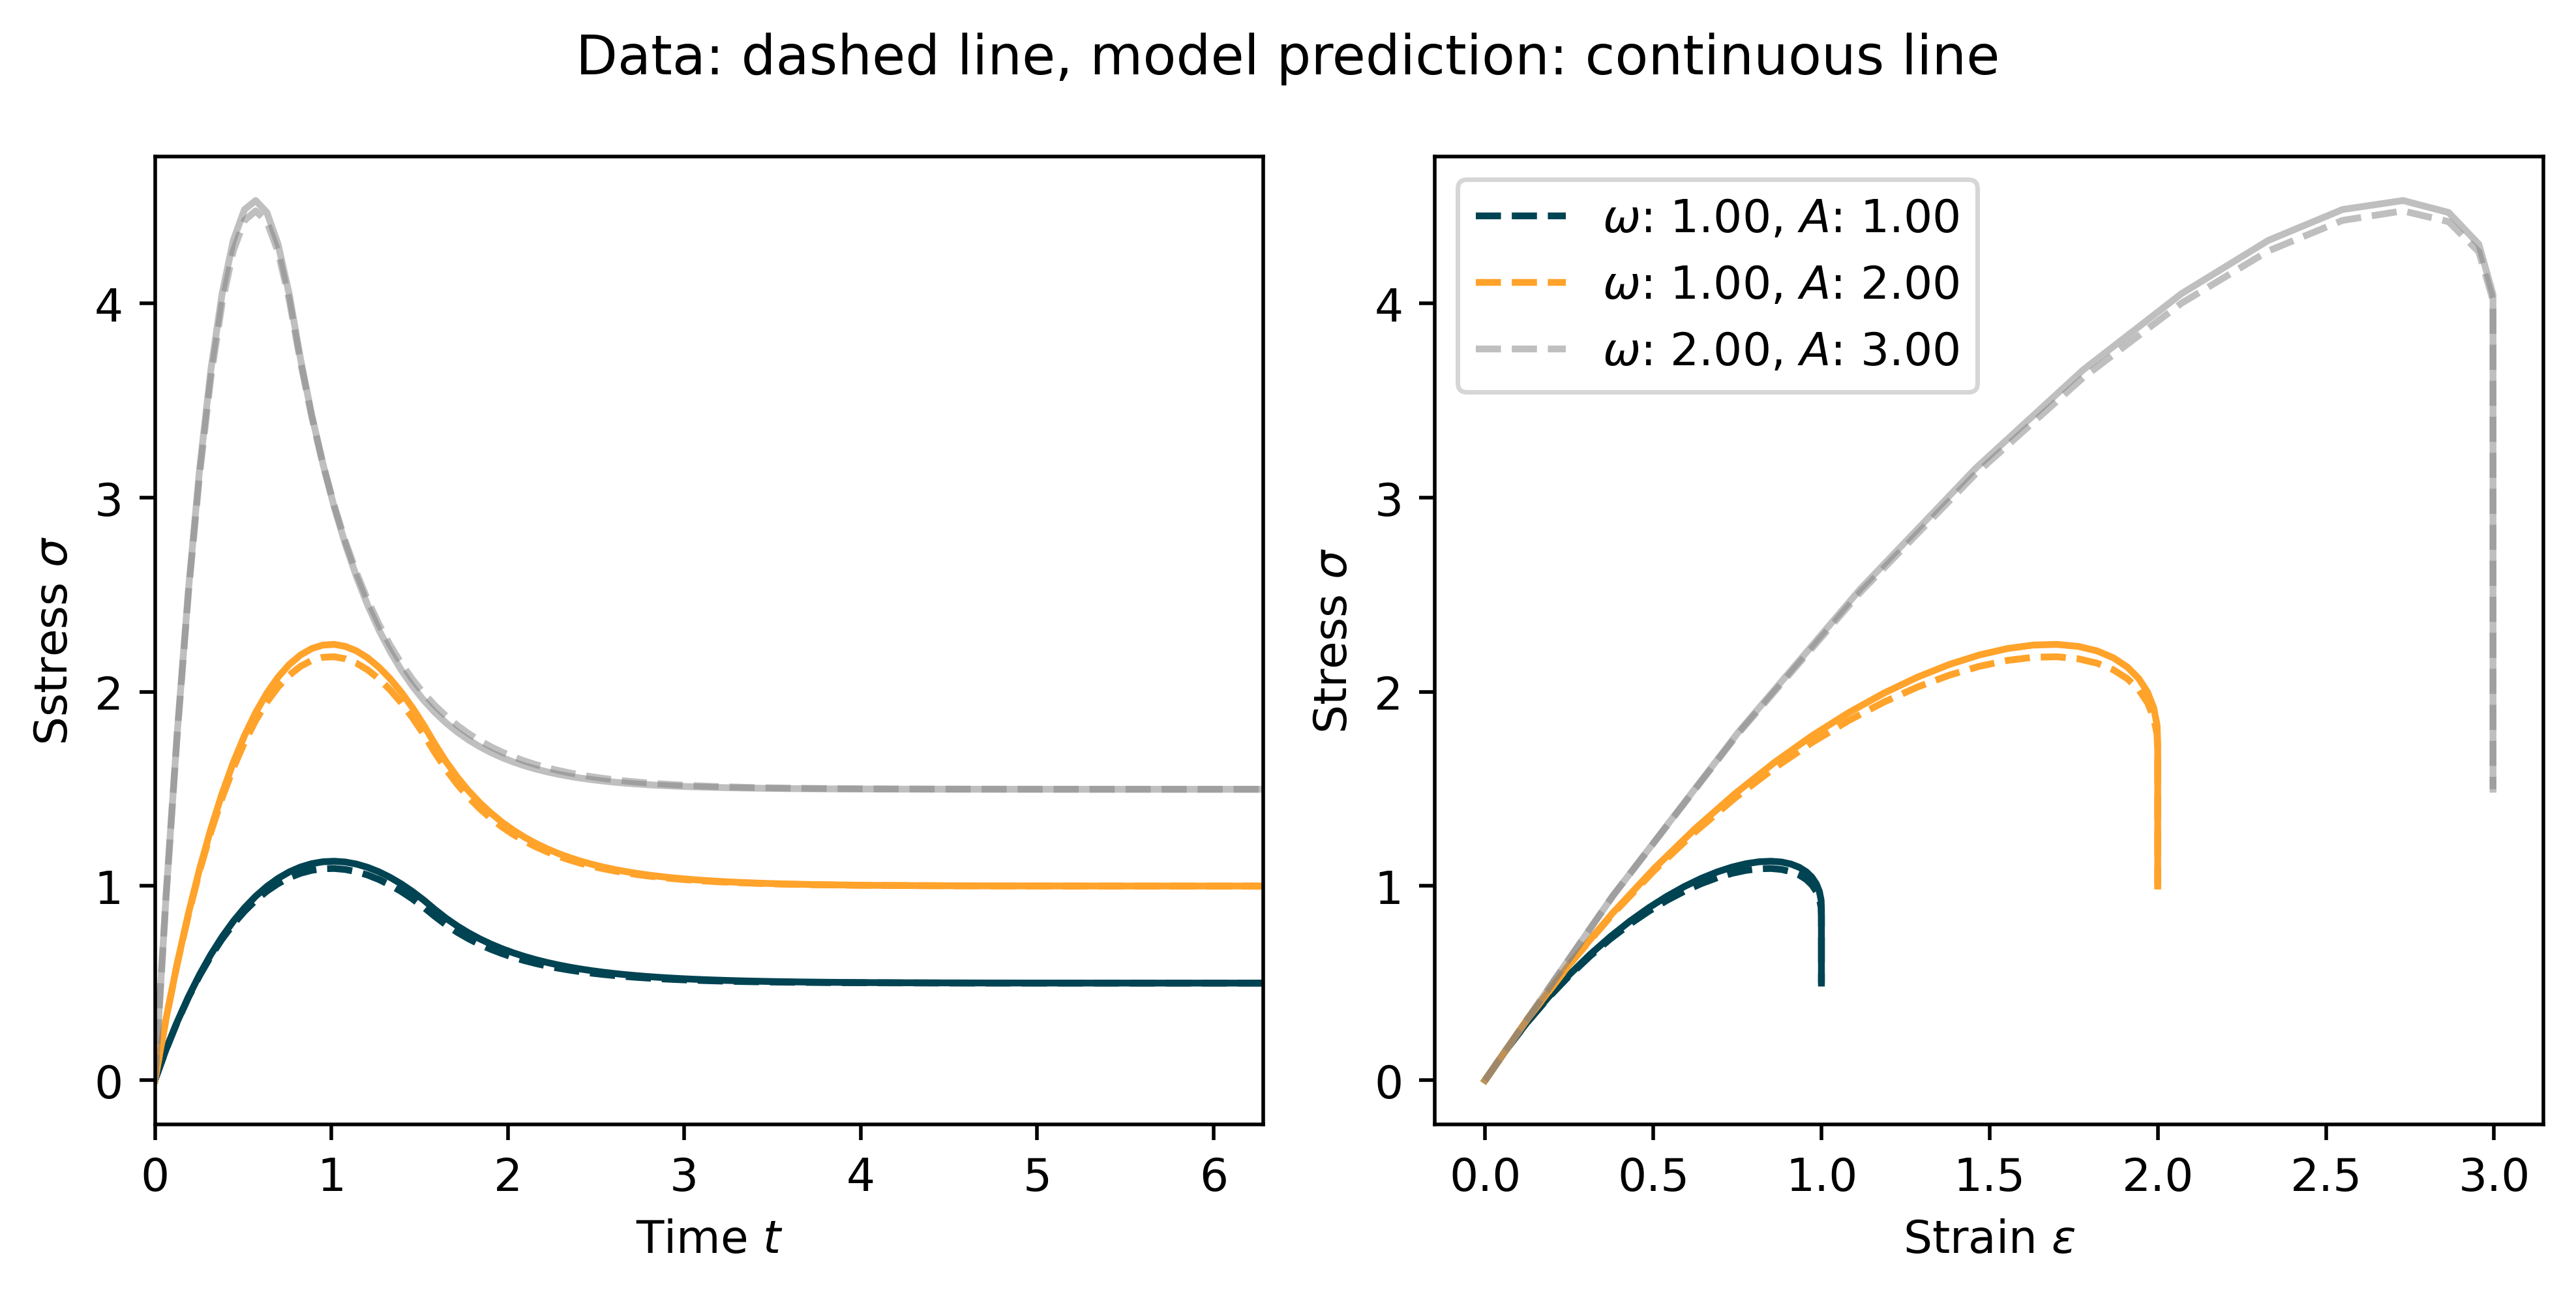 Data: dashed line, model prediction: continuous line
Sstress σ
4
3
2
1
0
0 1 2 3 4 5 6
Time t
Stress σ
4
3
2
1
0
ω: 1.00, A: 1.00
ω: 1.00, A: 2.00
ω: 2.00, A: 3.00
0.0 0.5 1.0 1.5 2.0 2.5 3.0
Strain ε